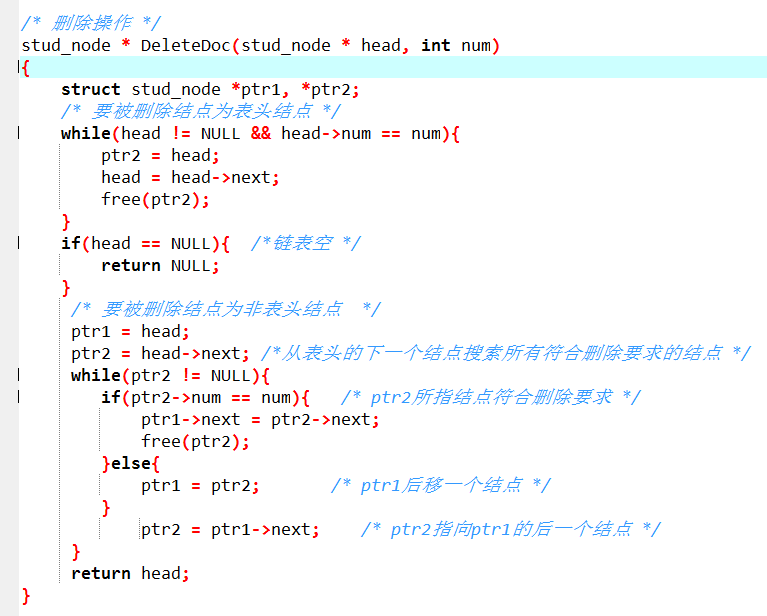 /* 删除操作 */
stud_node * DeleteDoc(stud_node * head, int num)
{
    struct stud_node *ptr1, *ptr2;
    /* 要被删除结点为表头结点 */
    while(head != NULL && head->num == num){
        ptr2 = head;
        head = head->next;
        free(ptr2);
    }
    if(head == NULL){  /*链表空 */
        return NULL;
    }
     /* 要被删除结点为非表头结点  */
     ptr1 = head;
     ptr2 = head->next; /*从表头的下一个结点搜索所有符合删除要求的结点 */
     while(ptr2 != NULL){
        if(ptr2->num == num){   /* ptr2所指结点符合删除要求 */
            ptr1->next = ptr2->next;
            free(ptr2);
        }else{
            ptr1 = ptr2;       /* ptr1后移一个结点 */
        }
            ptr2 = ptr1->next;    /* ptr2指向ptr1的后一个结点 */
     }
     return head;
}